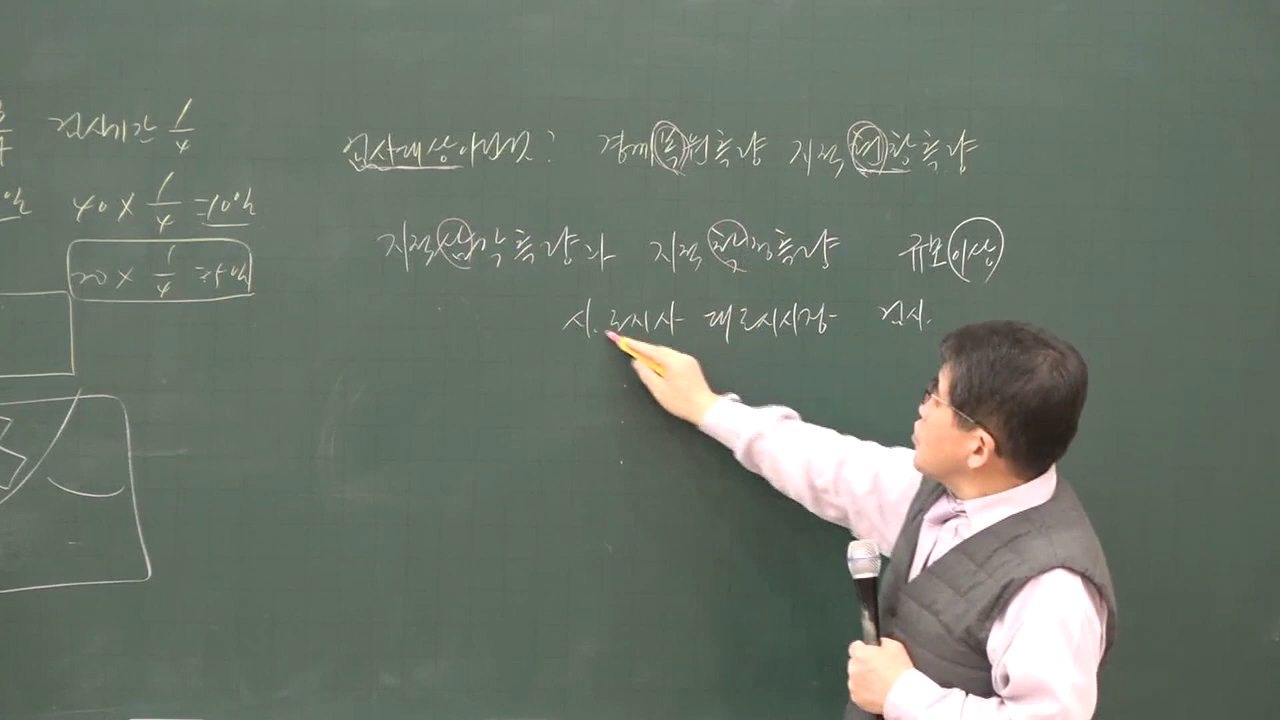 검사기간 1/4
40 × 1/4 = 10일
20 × 1/4 = 5일
검사대상 아닌것? 경계복원측량 지적현황측량
지적삼각측량과 지적확정측량 규모이상
시.도지사 대도시시장 검사.